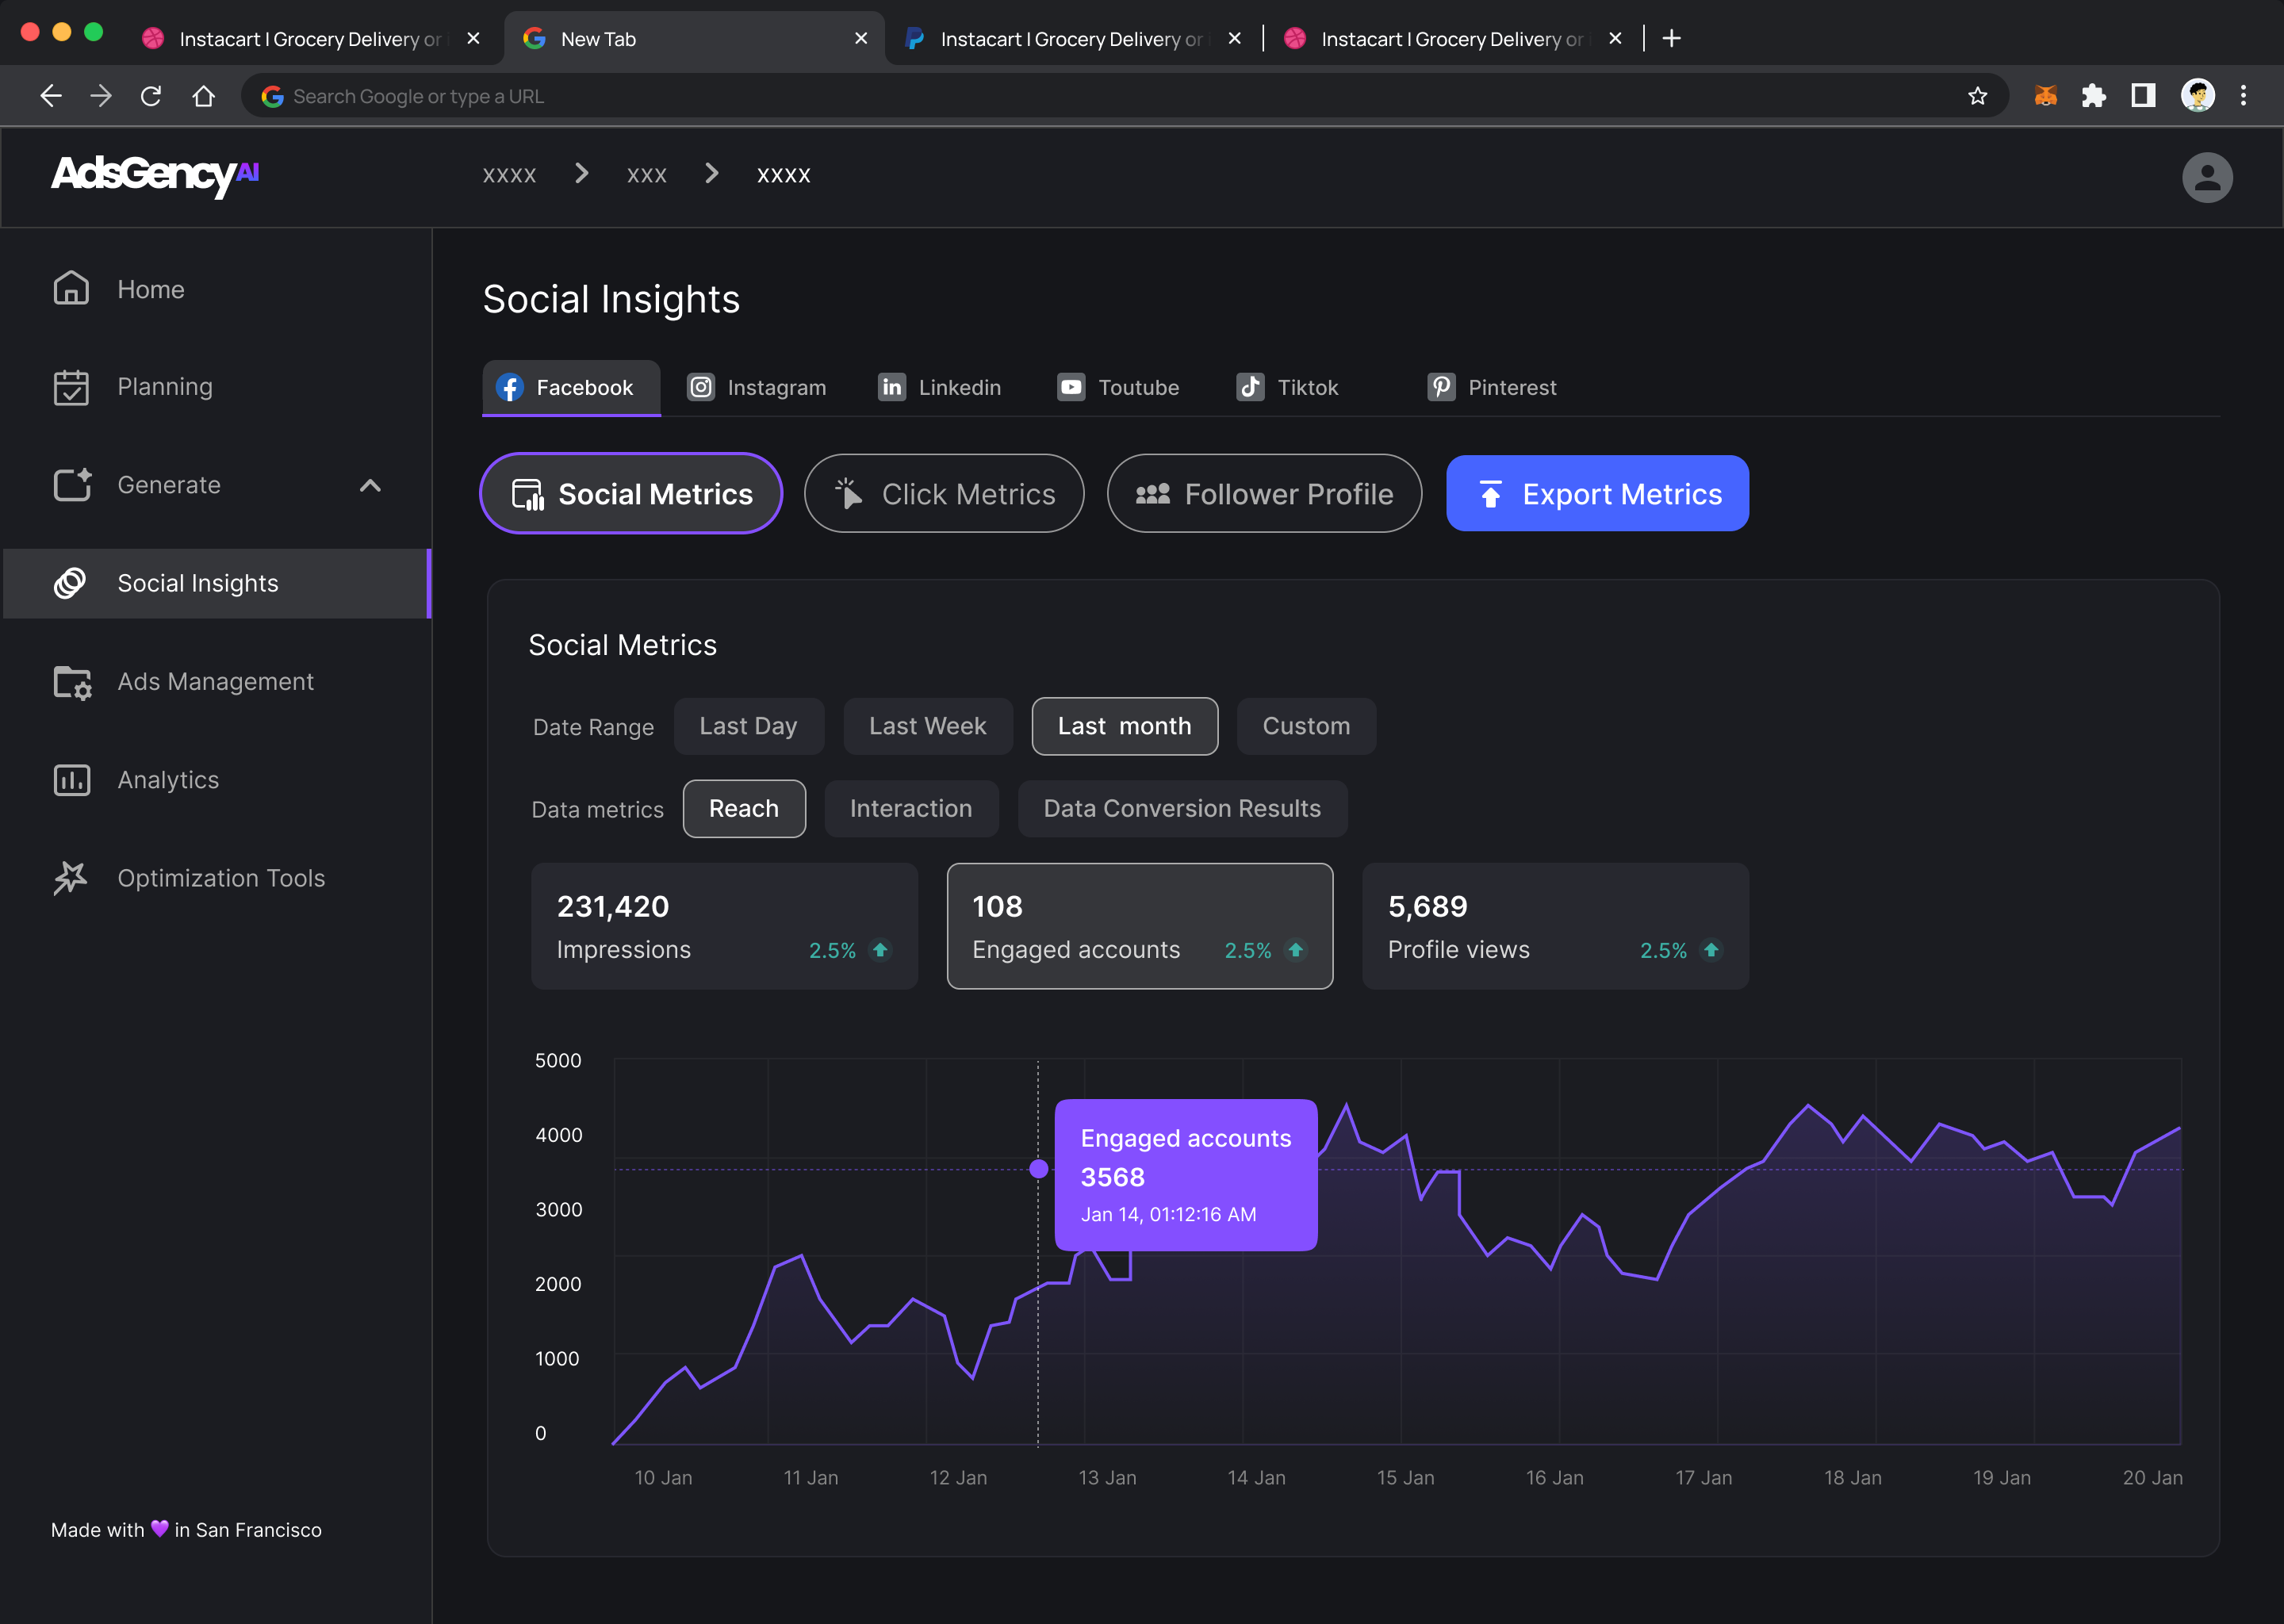 Instacart | Grocery Delivery or
New Tab
Instacart | Grocery Delivery or
Instacart | Grocery Delivery or
Search Google or type a URL
AdsGency AI
xxxx
xxx
xxxx
Home
Planning
Generate
Social Insights
Ads Management
Analytics
Optimization Tools
Made with 💜 in San Francisco
Social Insights
Facebook
Instagram
Linkedin
Toutube
Tiktok
Pinterest
Social Metrics
Click Metrics
Follower Profile
Export Metrics
Social Metrics
Date Range
Last Day
Last Week
Last month
Custom
Data metrics
Reach
Interaction
Data Conversion Results
231,420
Impressions
2.5%
108
Engaged accounts
2.5%
5,689
Profile views
2.5%
5000
4000
3000
2000
1000
0
Engaged accounts
3568
Jan 14, 01:12:16 AM
10 Jan
11 Jan
12 Jan
13 Jan
14 Jan
15 Jan
16 Jan
17 Jan
18 Jan
19 Jan
20 Jan